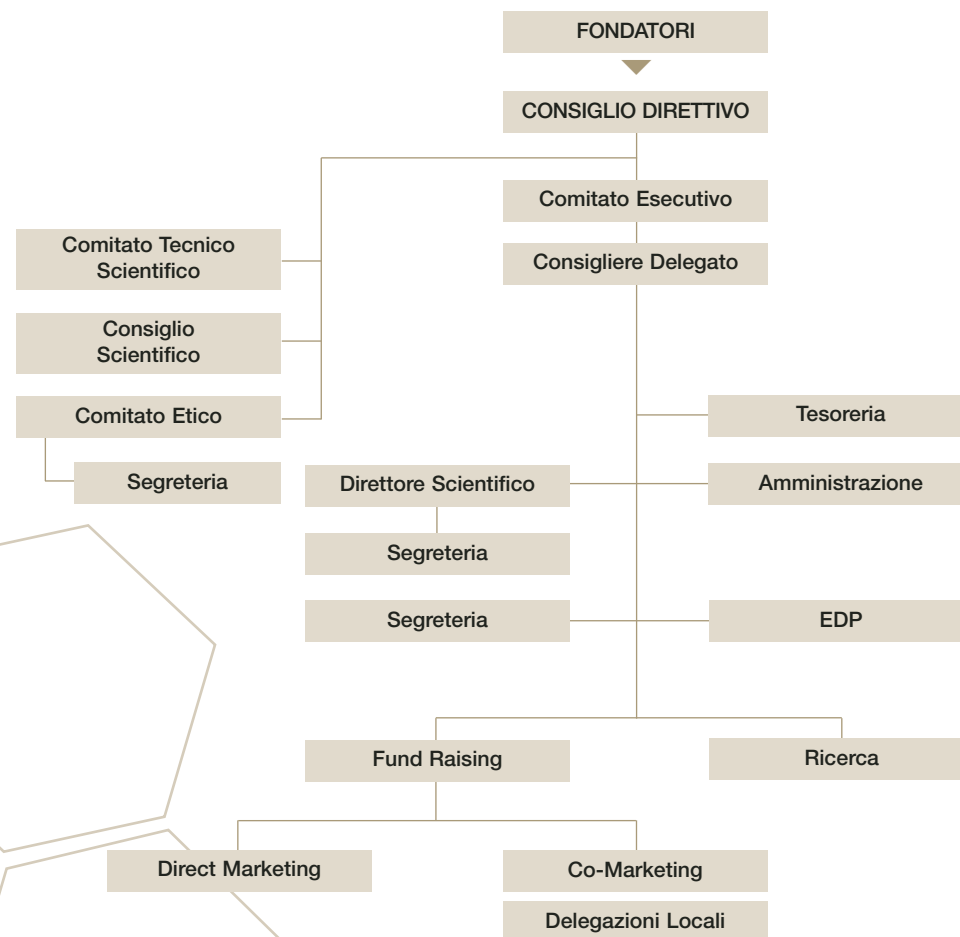 FONDATORI
CONSIGLIO DIRETTIVO
Comitato Esecutivo
Comitato Tecnico
Scientifico
Consigliere Delegato
Consiglio
Scientifico
Comitato Etico
Tesoreria
Segreteria
Direttore Scientifico
Amministrazione
Segreteria
Segreteria
EDP
Fund Raising
Ricerca
Direct Marketing
Co-Marketing
Delegazioni Locali